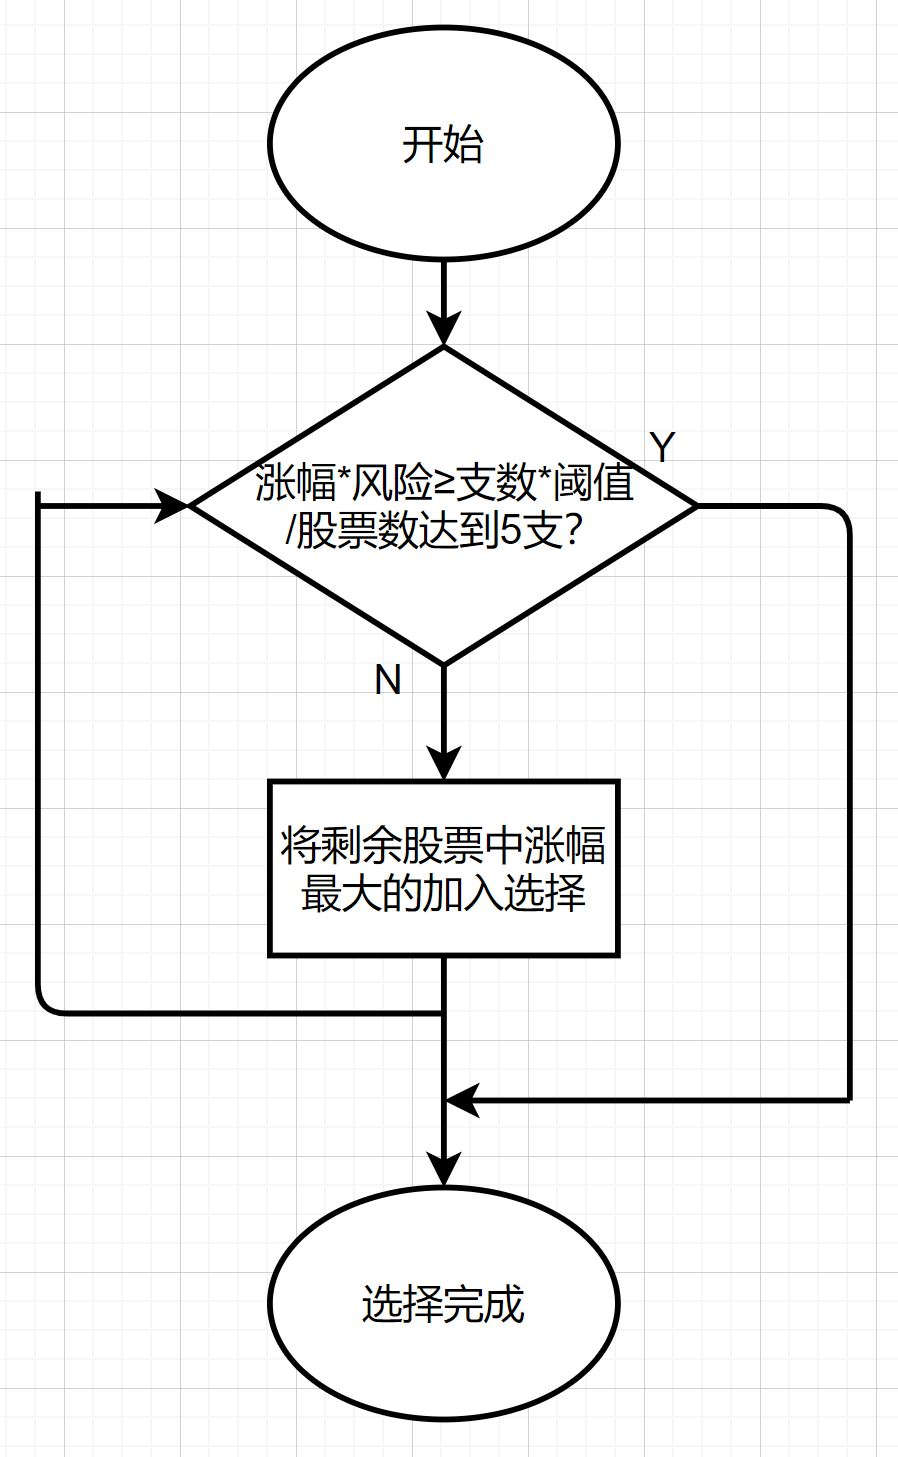 开始
Y
涨幅*风险≥支数*阈值
/股票数达到5支？
N
将剩余股票中涨幅
最大的加入选择
选择完成